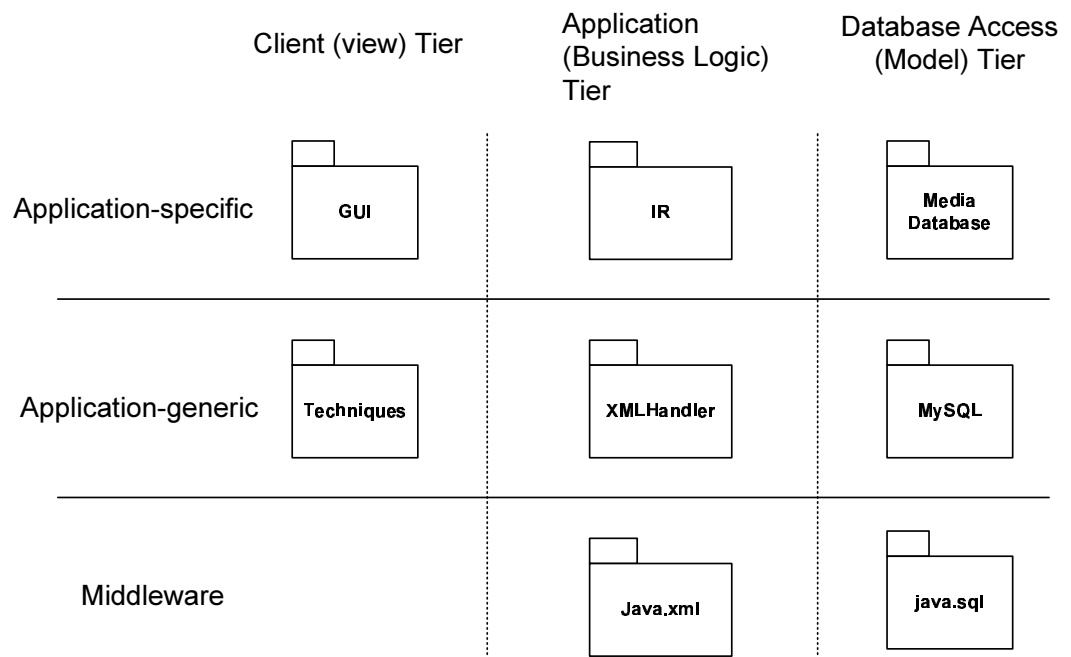 Client (view) Tier
Application
(Business Logic)
Tier
Database Access
(Model) Tier
Application-specific
GUI
IR
Media
Database
Application-generic
Techniques
XMLHandler
MySQL
Middleware
Java.xml
java.sql